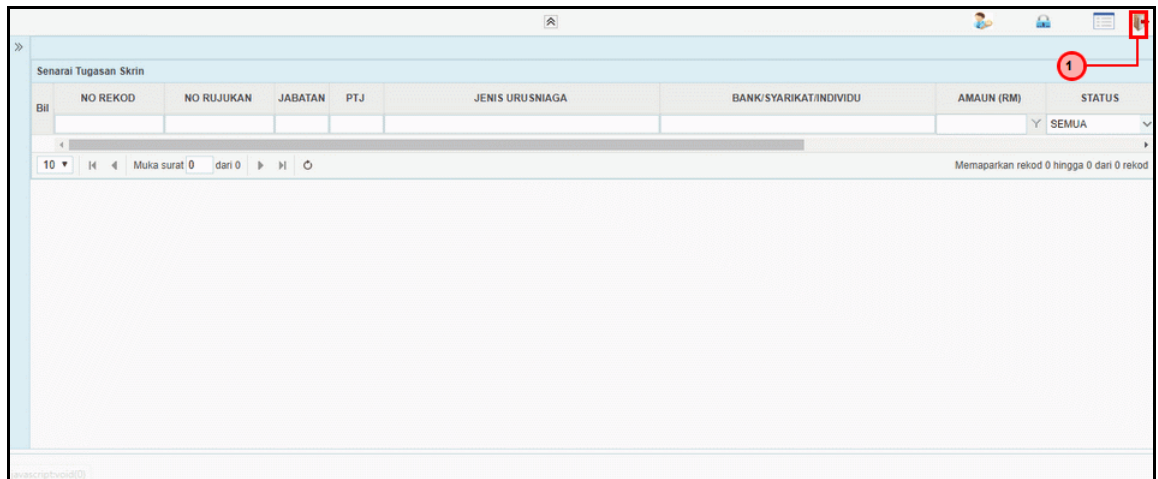 1
Senarai Tugasan Skrin
Bil NO REKOD NO RUJUKAN JABATAN PTJ JENIS URUSNIAGA BANK/SYARIKAT/INDIVIDU AMAUN (RM) STATUS
SEMUA
10 Muka surat 0 dari 0 Memaparkan rekod 0 hingga 0 dari 0 rekod
javascript:void(0)